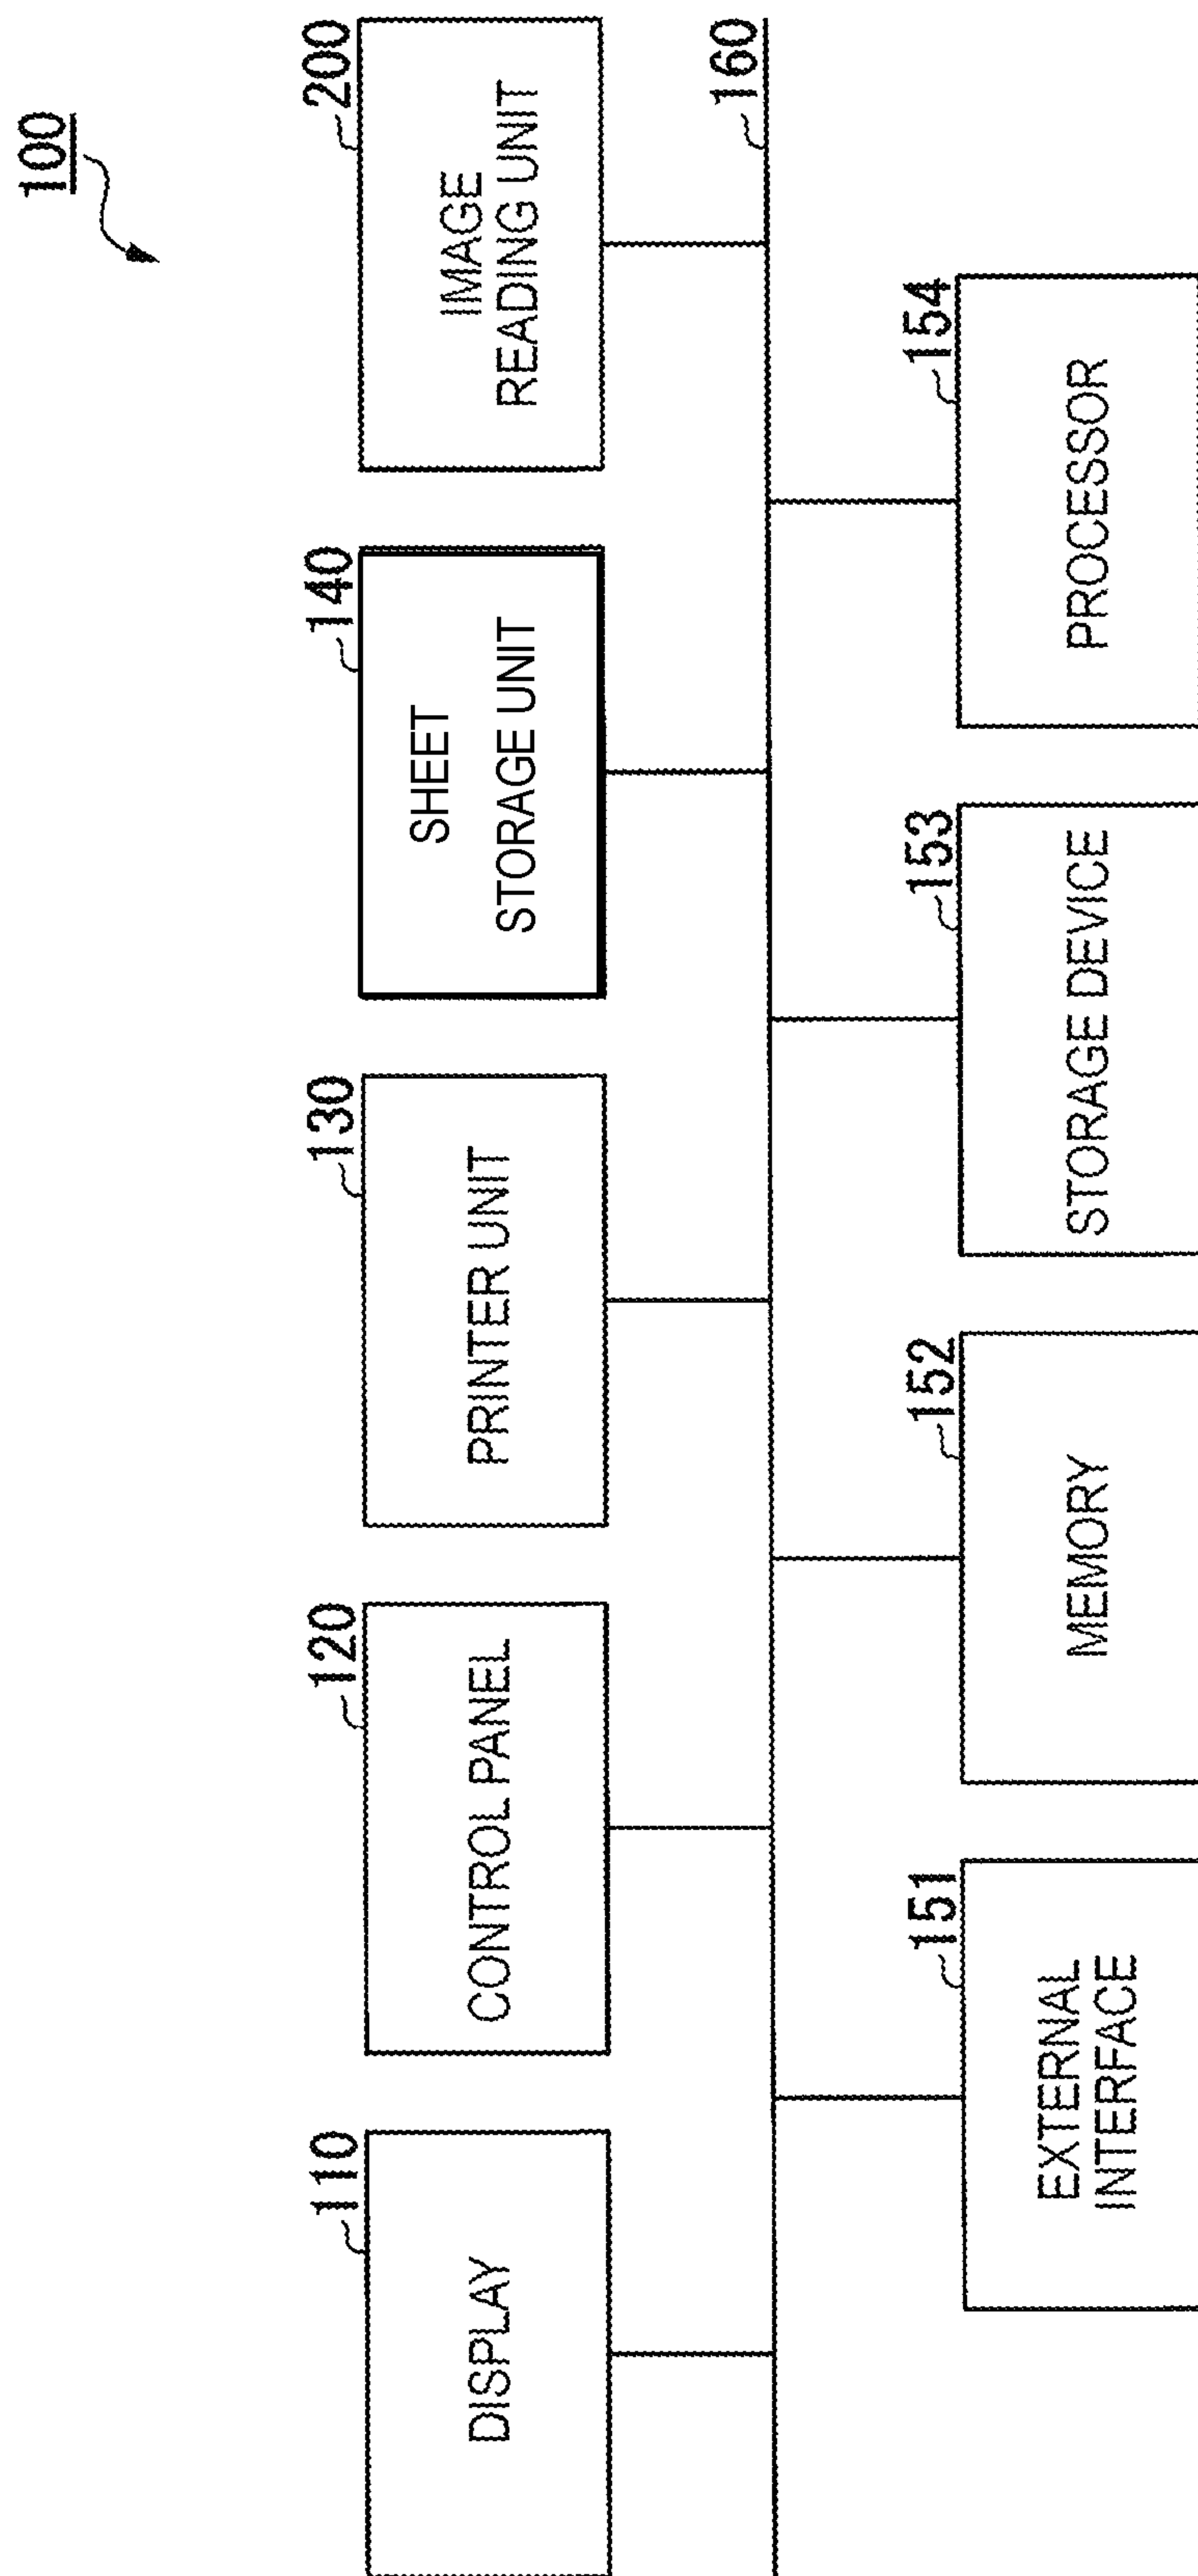 100
110
DISPLAY
120
CONTROL PANEL
130
PRINTER UNIT
140
SHEET
STORAGE UNIT
200
IMAGE
READING UNIT
160
151
EXTERNAL
INTERFACE
152
MEMORY
153
STORAGE DEVICE
154
PROCESSOR